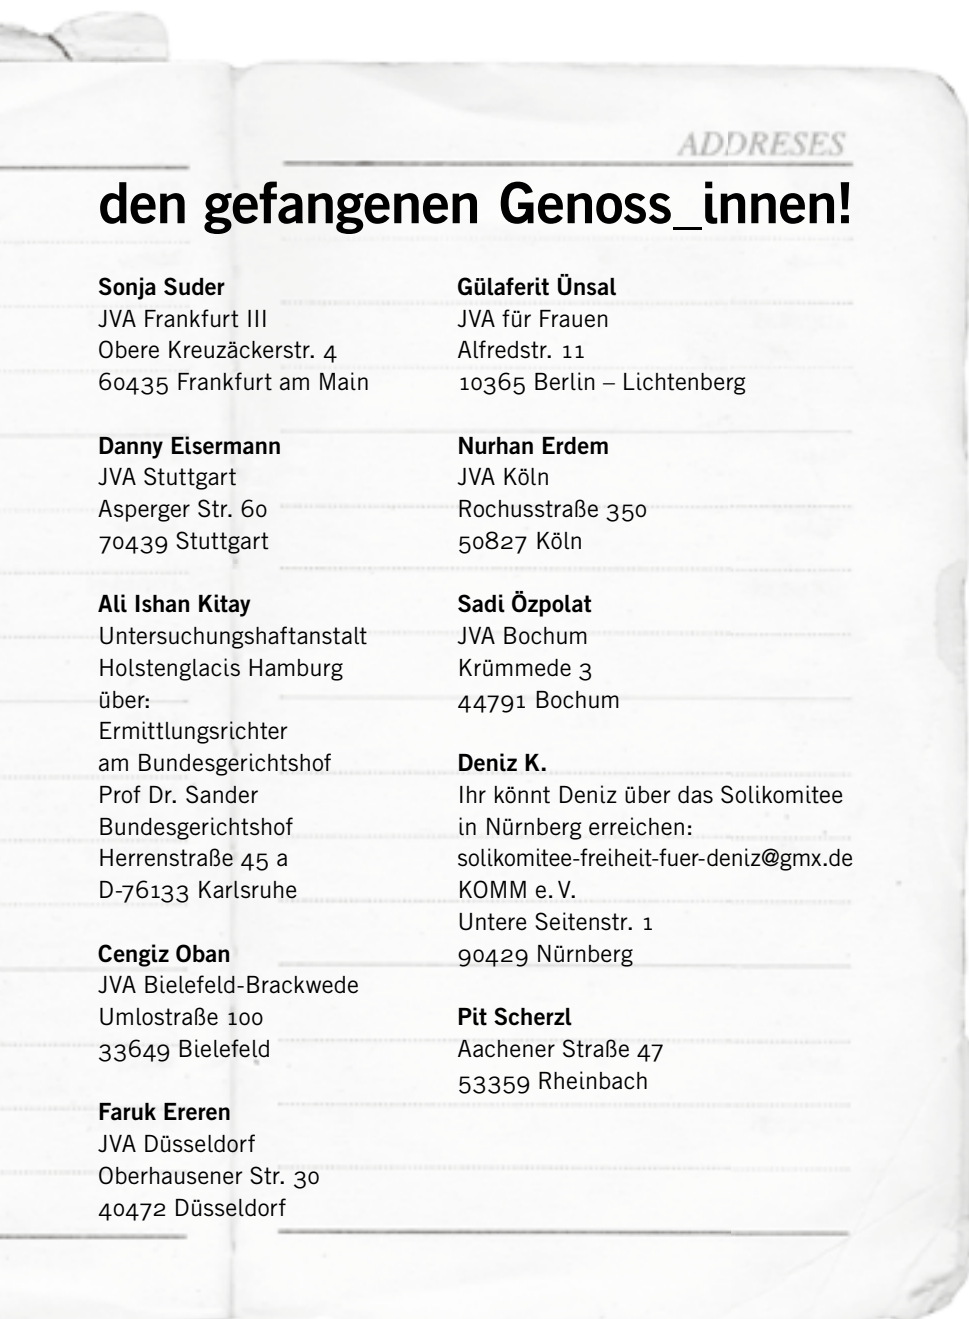 ADDRESES
den gefangenen Genoss_innen!
Sonja Suder
JVA Frankfurt III
Obere Kreuzäckerstr. 4
60435 Frankfurt am Main
Danny Eisermann
JVA Stuttgart
Asperger Str. 60
70439 Stuttgart
Ali Ishan Kitay
Untersuchungshaftanstalt
Holstenglacis Hamburg
über:
Ermittlungsrichter
am Bundesgerichtshof
Prof Dr. Sander
Bundesgerichtshof
Herrenstraße 45 a
D-76133 Karlsruhe
Cengiz Oban
JVA Bielefeld-Brackwede
Umlostraße 100
33649 Bielefeld
Faruk Ereren
JVA Düsseldorf
Oberhausener Str. 30
40472 Düsseldorf
Gülaferit Ünsal
JVA für Frauen
Alfredstr. 11
10365 Berlin – Lichtenberg
Nurhan Erdem
JVA Köln
Rochusstraße 350
50827 Köln
Sadi Özpolat
JVA Bochum
Krümmede 3
44791 Bochum
Deniz K.
Ihr könnt Deniz über das Solikomitee
in Nürnberg erreichen:
solikomitee-freiheit-fuer-deniz@gmx.de
KOMM e. V.
Untere Seitenstr. 1
90429 Nürnberg
Pit Scherzl
Aachener Straße 47
53359 Rheinbach